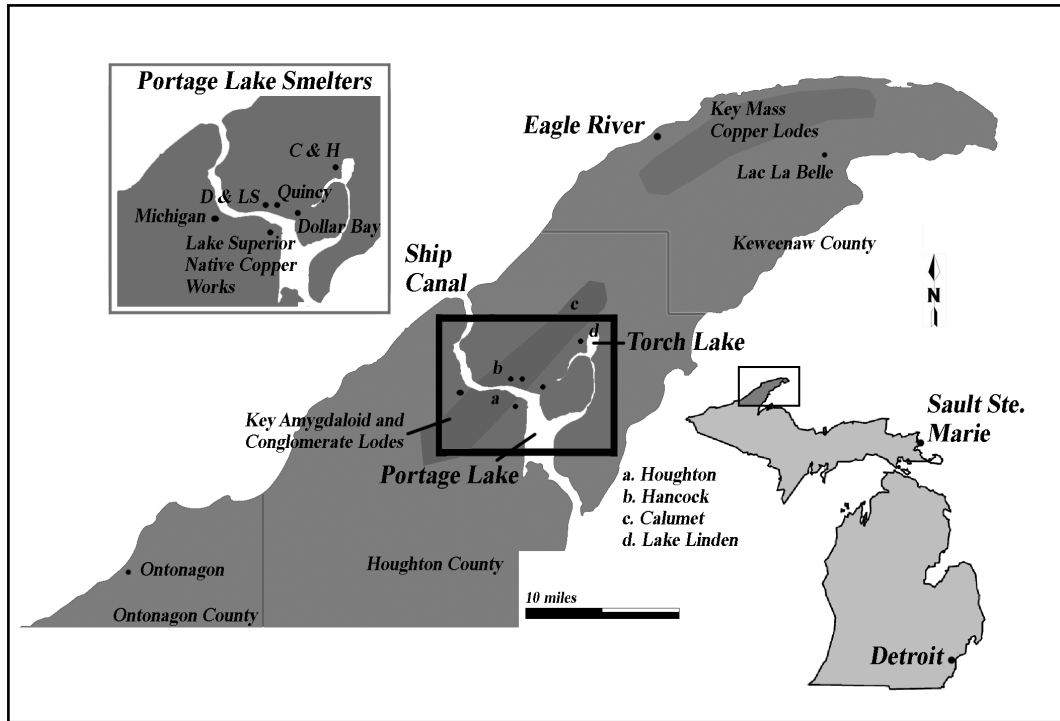 Portage Lake Smelters
C & H
D & LS
Quincy
Michigan
Dollar Bay
Lake Superior
Native Copper
Works
Key Mass
Copper Lodes
Eagle River
Lac La Belle
Keweenaw County
Ship
Canal
N
c
d
Torch Lake
b
a
Key Amygdaloid and
Conglomerate Lodes
Portage Lake
a. Houghton
b. Hancock
c. Calumet
d. Lake Linden
Sault Ste.
Marie
Ontonagon
Houghton County
Ontonagon County
10 miles
Detroit